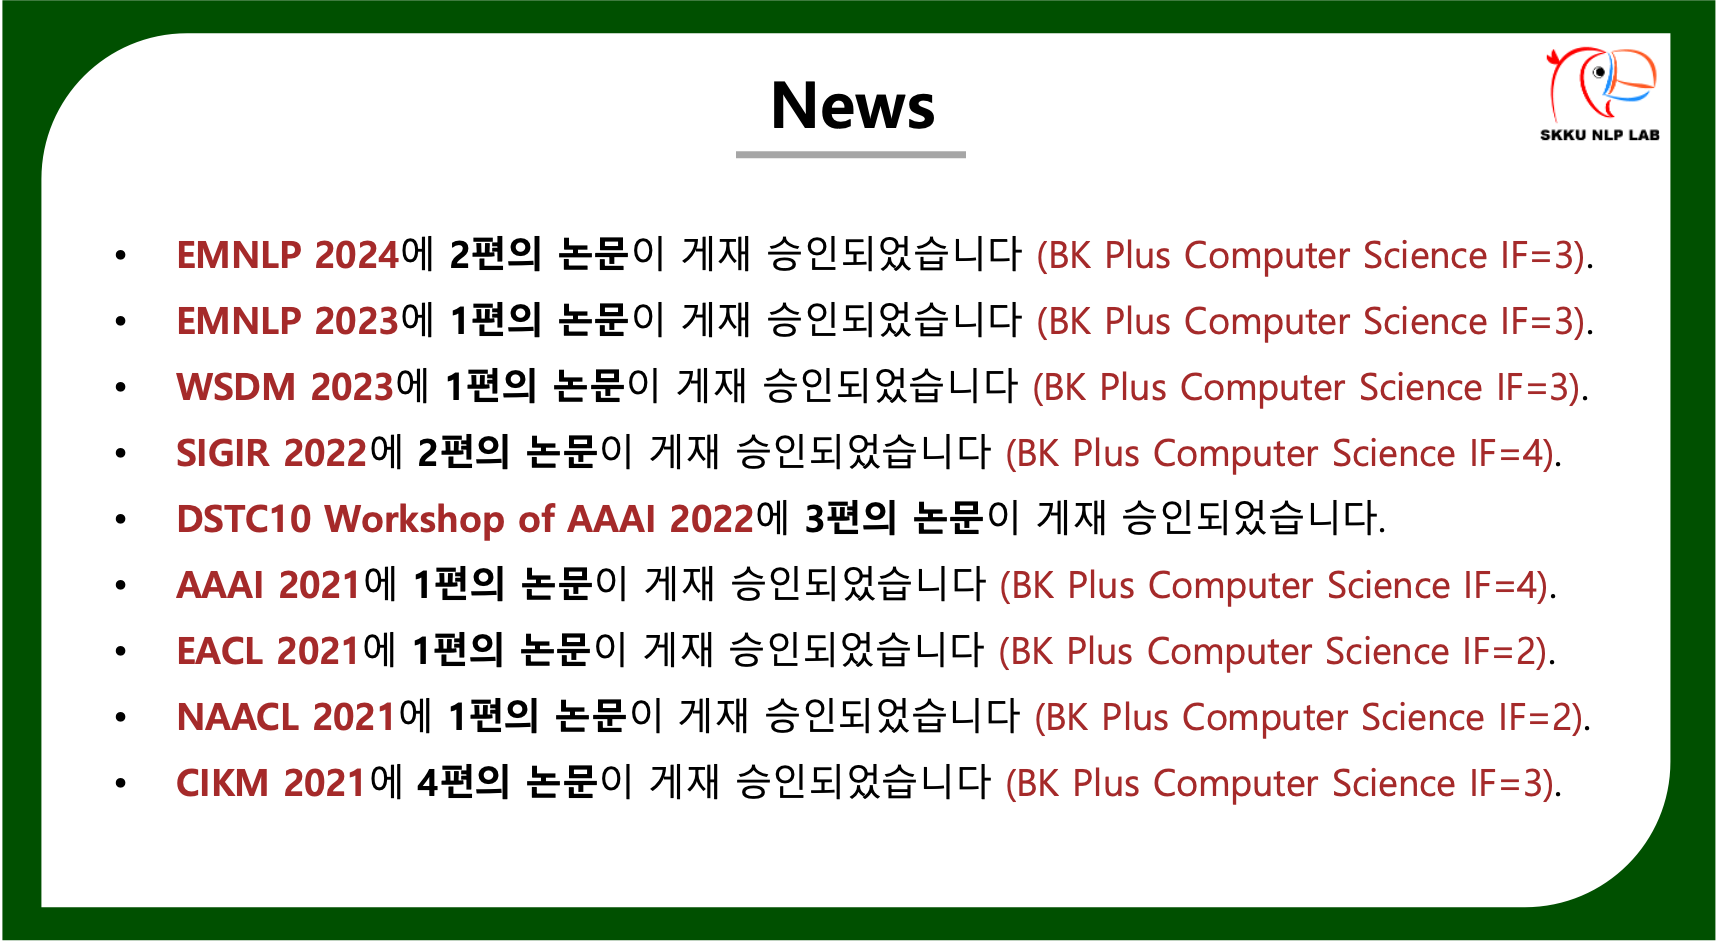 News
SKKU NLP LAB
• EMNLP 2024에 2편의 논문이 게재 승인되었습니다 (BK Plus Computer Science IF=3).
• EMNLP 2023에 1편의 논문이 게재 승인되었습니다 (BK Plus Computer Science IF=3).
• WSDM 2023에 1편의 논문이 게재 승인되었습니다 (BK Plus Computer Science IF=3).
• SIGIR 2022에 2편의 논문이 게재 승인되었습니다 (BK Plus Computer Science IF=4).
• DSTC10 Workshop of AAAI 2022에 3편의 논문이 게재 승인되었습니다.
• AAAI 2021에 1편의 논문이 게재 승인되었습니다 (BK Plus Computer Science IF=4).
• EACL 2021에 1편의 논문이 게재 승인되었습니다 (BK Plus Computer Science IF=2).
• NAACL 2021에 1편의 논문이 게재 승인되었습니다 (BK Plus Computer Science IF=2).
• CIKM 2021에 4편의 논문이 게재 승인되었습니다 (BK Plus Computer Science IF=3).